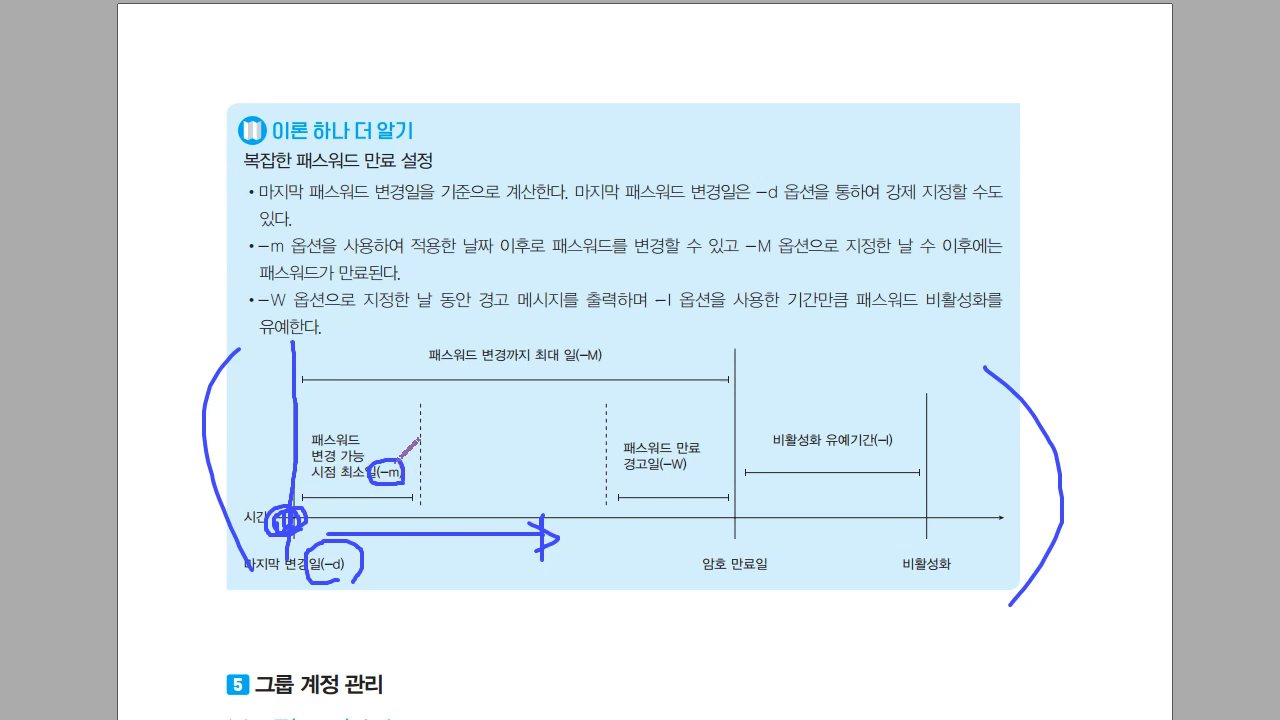 이론 하나 더 알기
복잡한 패스워드 만료 설정
• 마지막 패스워드 변경일을 기준으로 계산한다. 마지막 패스워드 변경일은 –d 옵션을 통하여 강제 지정할 수도
있다.
• –m 옵션을 사용하여 적용한 날짜 이후로 패스워드를 변경할 수 있고 –M 옵션으로 지정한 날 수 이후에는
패스워드가 만료된다.
• –W 옵션으로 지정한 날 동안 경고 메시지를 출력하며 –I 옵션을 사용한 기간만큼 패스워드 비활성화를
유예한다.
패스워드 변경까지 최대 일(–M)
패스워드
변경 가능
시점 최소일(–m)
패스워드 만료
경고일(–W)
비활성화 유예기간(–I)
시간
마지막 변경일(–d)
암호 만료일
비활성화
5 그룹 계정 관리